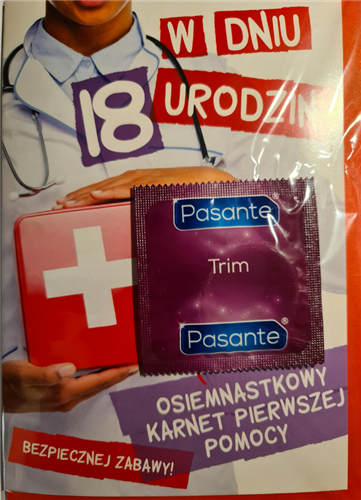 W DNIU
18 URODZIN
Pasante®
Trim
Pasante®
OSIEMNASTKOWY
KARNET PIERWSZEJ
POMOCY
BEZPIECZNEJ ZABAWY!